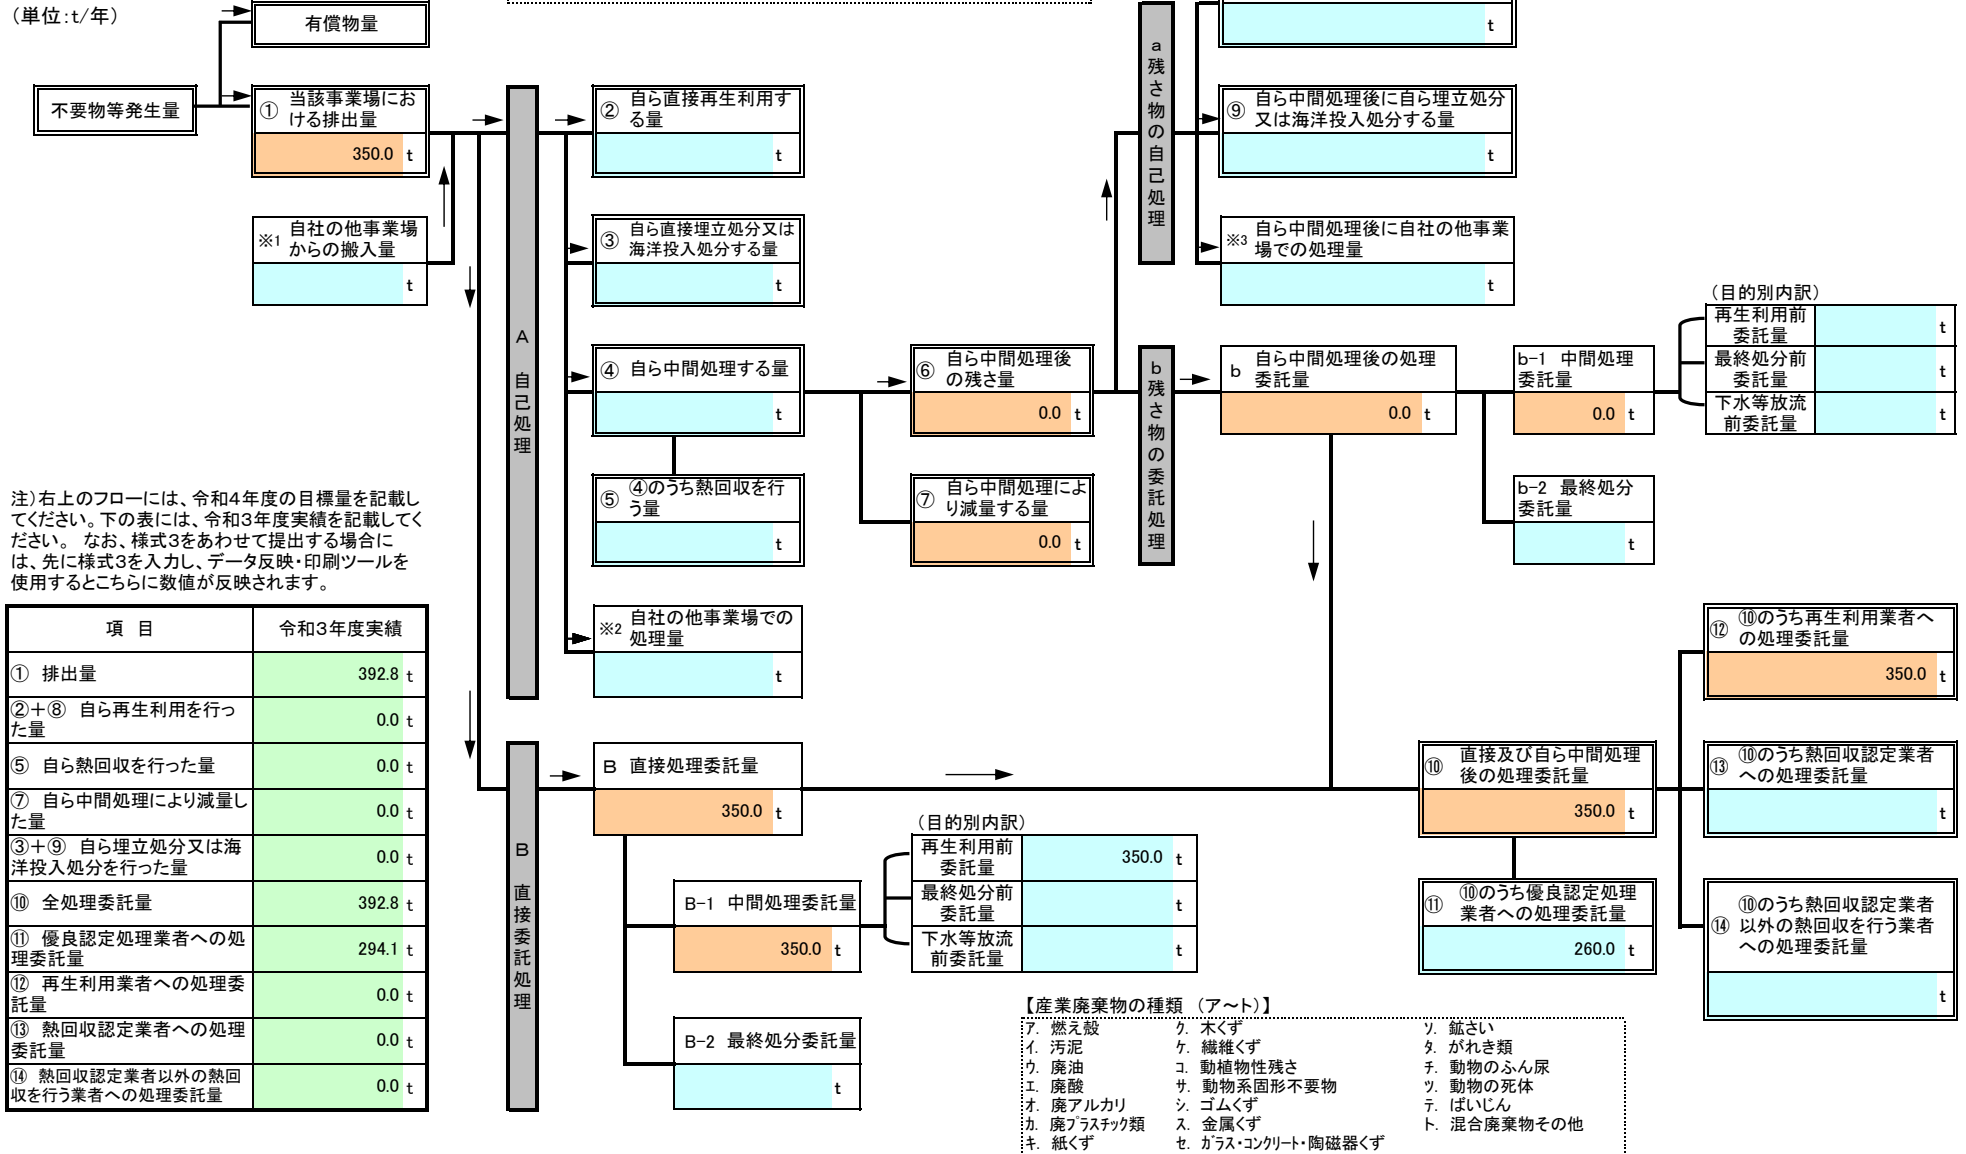 （単位：t/年）
有償物量
不要物等発生量
① 当該事業場にお
ける排出量
350.0 t
※1 自社の他事業場
からの搬入量
t
A 自己処理
② 自ら直接再生利用す
る量
t
③ 自ら直接埋立処分又は
海洋投入処分する量
t
④ 自ら中間処理する量
t
⑤ ④のうち熱回収を行
う量
t
※2 自社の他事業場での
処理量
t
⑥ 自ら中間処理後
の残さ量
0.0 t
⑦ 自ら中間処理によ
り減量する量
0.0 t
a 残さ物の自己処理
t
⑨ 自ら中間処理後に自ら埋立処分
又は海洋投入処分する量
t
※3 自ら中間処理後に自社の他事業
場での処理量
t
b 残さ物の委託処理
b 自ら中間処理後の処理
委託量
0.0 t
b-1 中間処理
委託量
0.0 t
（目的別内訳）
再生利用前
委託量
t
最終処分前
委託量
t
下水等放流
前委託量
t
b-2 最終処分
委託量
t
注）右上のフローには、令和４年度の目標量を記載し
てください。下の表には、令和３年度実績を記載してく
ださい。 なお、様式３をあわせて提出する場合に
は、先に様式３を入力し、データ反映・印刷ツールを
使用するとこちらに数値が反映されます。
項 目 令和３年度実績
① 排出量 392.8 t
②＋⑧ 自ら再生利用を行っ
た量 0.0 t
⑤ 自ら熱回収を行った量 0.0 t
⑦ 自ら中間処理により減量し
た量 0.0 t
③＋⑨ 自ら埋立処分又は海
洋投入処分を行った量 0.0 t
⑩ 全処理委託量 392.8 t
⑪ 優良認定処理業者への処
理委託量 294.1 t
⑫ 再生利用業者への処理委
託量 0.0 t
⑬ 熱回収認定業者への処理
委託量 0.0 t
⑭ 熱回収認定業者以外の熱回
収を行う業者への処理委託量 0.0 t
B 直接委託処理
B 直接処理委託量
350.0 t
B-1 中間処理委託量
350.0 t
（目的別内訳）
再生利用前
委託量
350.0 t
最終処分前
委託量
t
下水等放流
前委託量
t
B-2 最終処分委託量
t
⑩ 直接及び自ら中間処理
後の処理委託量
350.0 t
⑪ ⑩のうち優良認定処理
業者への処理委託量
260.0 t
⑫ ⑩のうち再生利用業者へ
の処理委託量
350.0 t
⑬ ⑩のうち熱回収認定業者
への処理委託量
t
⑭ ⑩のうち熱回収認定業者
以外の熱回収を行う業者
への処理委託量
t
【産業廃棄物の種類 （ア～ト）】
ア. 燃え殻 ク. 木くず ソ. 鉱さい
イ. 汚泥 ケ. 繊維くず タ. がれき類
ウ. 廃油 コ. 動植物性残さ チ. 動物のふん尿
エ. 廃酸 サ. 動物系固形不要物 ツ. 動物の死体
オ. 廃アルカリ シ. ゴムくず テ. ばいじん
カ. 廃プラスチック類 ス. 金属くず ト. 混合廃棄物その他
キ. 紙くず セ. ガラス・コンクリート・陶磁器くず